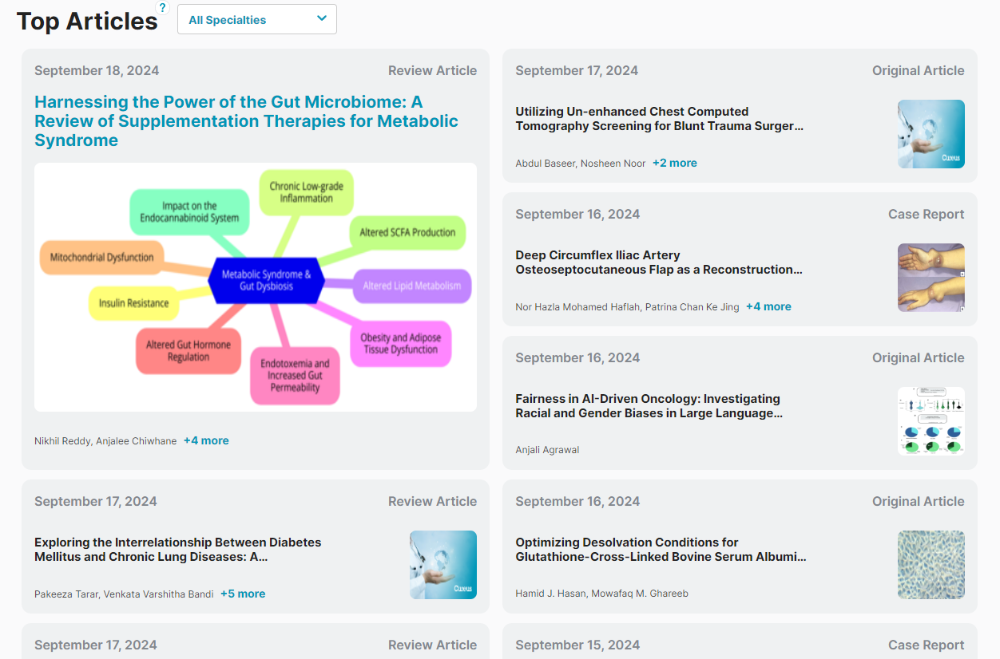 Top Articles
?
All Specialties
September 18, 2024
Review Article
Harnessing the Power of the Gut Microbiome: A
Review of Supplementation Therapies for Metabolic
Syndrome
Chronic Low-grade
Inflammation
Impact on the
Endocannabinoid System
Altered SCFA Production
Mitochondrial Dysfunction
Metabolic Syndrome &
Gut Dysbiosis
Altered Lipid Metabolism
Insulin Resistance
Altered Gut Hormone
Regulation
Obesity and Adipose
Tissue Dysfunction
Endotoxemia and
Increased Gut
Permeability
Nikhil Reddy, Anjalee Chiwhane +4 more
September 17, 2024
Original Article
Utilizing Un-enhanced Chest Computed
Tomography Screening for Blunt Trauma Surger...
Cureus
Abdul Baseer, Nosheen Noor +2 more
September 16, 2024
Case Report
Deep Circumflex Iliac Artery
Osteoseptocutaneous Flap as a Reconstruction...
Nor Hazla Mohamed Haflah, Patrina Chan Ke Jing +4 more
September 16, 2024
Original Article
Fairness in AI-Driven Oncology: Investigating
Racial and Gender Biases in Large Language...
Anjali Agrawal
September 17, 2024
Review Article
Exploring the Interrelationship Between Diabetes
Mellitus and Chronic Lung Diseases: A...
Cureus
Pakeeza Tarar, Venkata Varshitha Bandi +5 more
September 16, 2024
Original Article
Optimizing Desolvation Conditions for
Glutathione-Cross-Linked Bovine Serum Albumi...
Hamid J. Hasan, Mowafaq M. Ghareeb
September 17, 2024
Review Article
September 15, 2024
Case Report